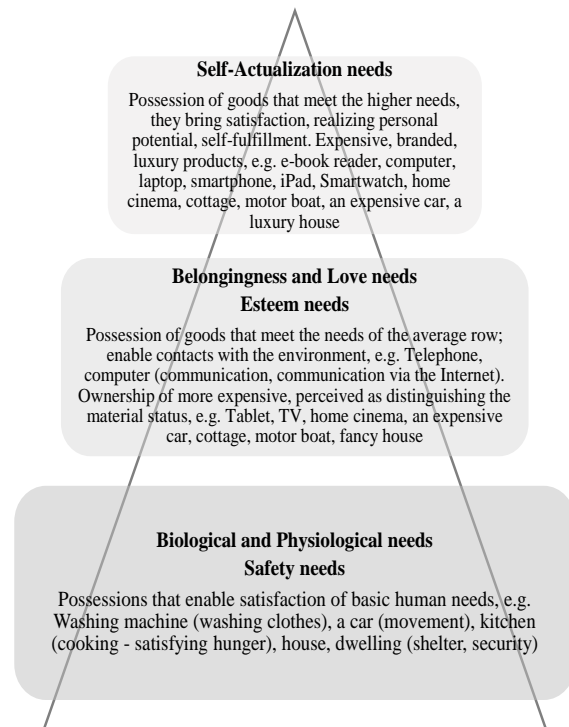 Self-Actualization needs
Possession of goods that meet the higher needs,
they bring satisfaction, realizing personal
potential, self-fulfillment. Expensive, branded,
luxury products, e.g. e-book reader, computer,
laptop, smartphone, iPad, Smartwatch, home
cinema, cottage, motor boat, an expensive car, a
luxury house
Belongingness and Love needs
Esteem needs
Possession of goods that meet the needs of the average row;
enable contacts with the environment, e.g. Telephone,
computer (communication, communication via the Internet).
Ownership of more expensive, perceived as distinguishing the
material status, e.g. Tablet, TV, home cinema, an expensive
car, cottage, motor boat, fancy house
Biological and Physiological needs
Safety needs
Possessions that enable satisfaction of basic human needs, e.g.
Washing machine (washing clothes), a car (movement), kitchen
(cooking - satisfying hunger), house, dwelling (shelter, security)